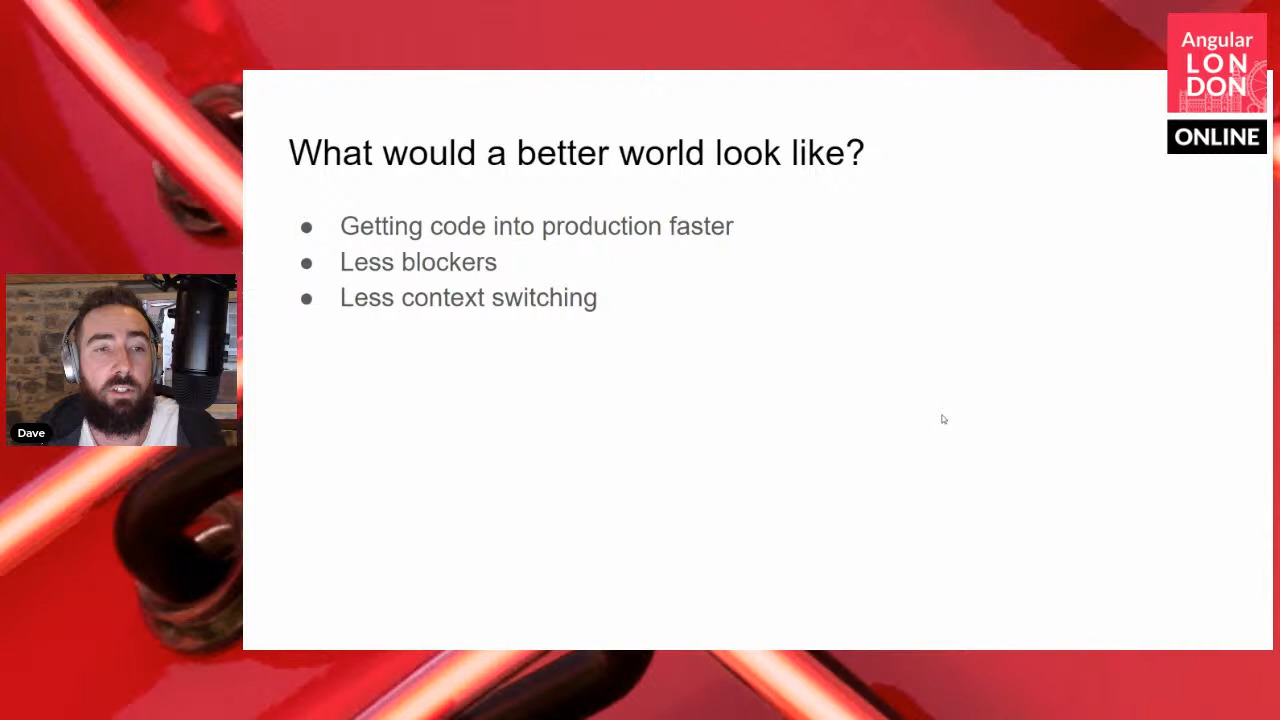 Angular
LON
DON
ONLINE
What would a better world look like?
● Getting code into production faster
● Less blockers
● Less context switching
Dave